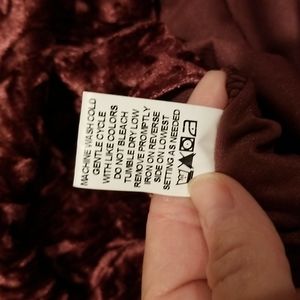 MACHINE WASH COLD
GENTLE CYCLE
WITH LIKE COLORS
DO NOT BLEACH
TUMBLE DRY LOW
REMOVE PROMPTLY
IRON ON REVERSE
SIDE ON LOWEST
SETTING AS NEEDED